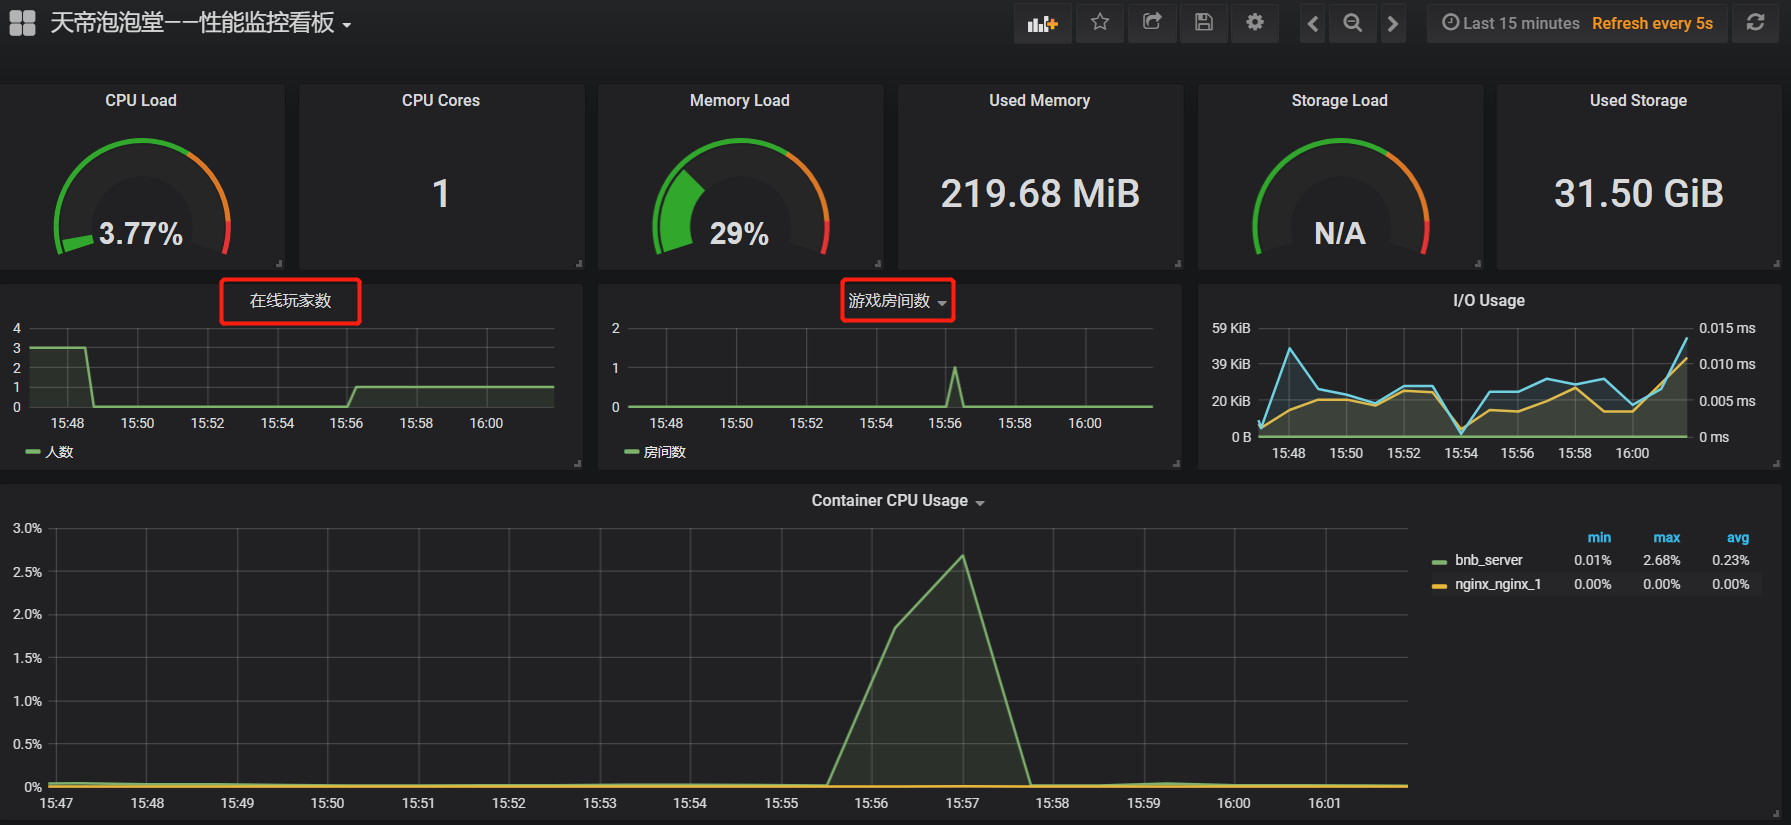 天帝泡泡堂——性能监控看板
Last 15 minutes Refresh every 5s
CPU Load
3.77%
CPU Cores
1
Memory Load
29%
Used Memory
219.68 MiB
Storage Load
N/A
Used Storage
31.50 GiB
在线玩家数
4
3
2
1
0
15:48 15:50 15:52 15:54 15:56 15:58 16:00
人数
游戏房间数
2
1
0
15:48 15:50 15:52 15:54 15:56 15:58 16:00
房间数
I/O Usage
59 KiB 0.015 ms
39 KiB 0.010 ms
20 KiB 0.005 ms
0 B 0 ms
15:48 15:50 15:52 15:54 15:56 15:58 16:00
Container CPU Usage
3.0%
2.5%
2.0%
1.5%
1.0%
0.5%
0%
15:47 15:48 15:49 15:50 15:51 15:52 15:53 15:54 15:55 15:56 15:57 15:58 15:59 16:00 16:01
min max avg
bnb_server 0.01% 2.68% 0.23%
nginx_nginx_1 0.00% 0.00% 0.00%